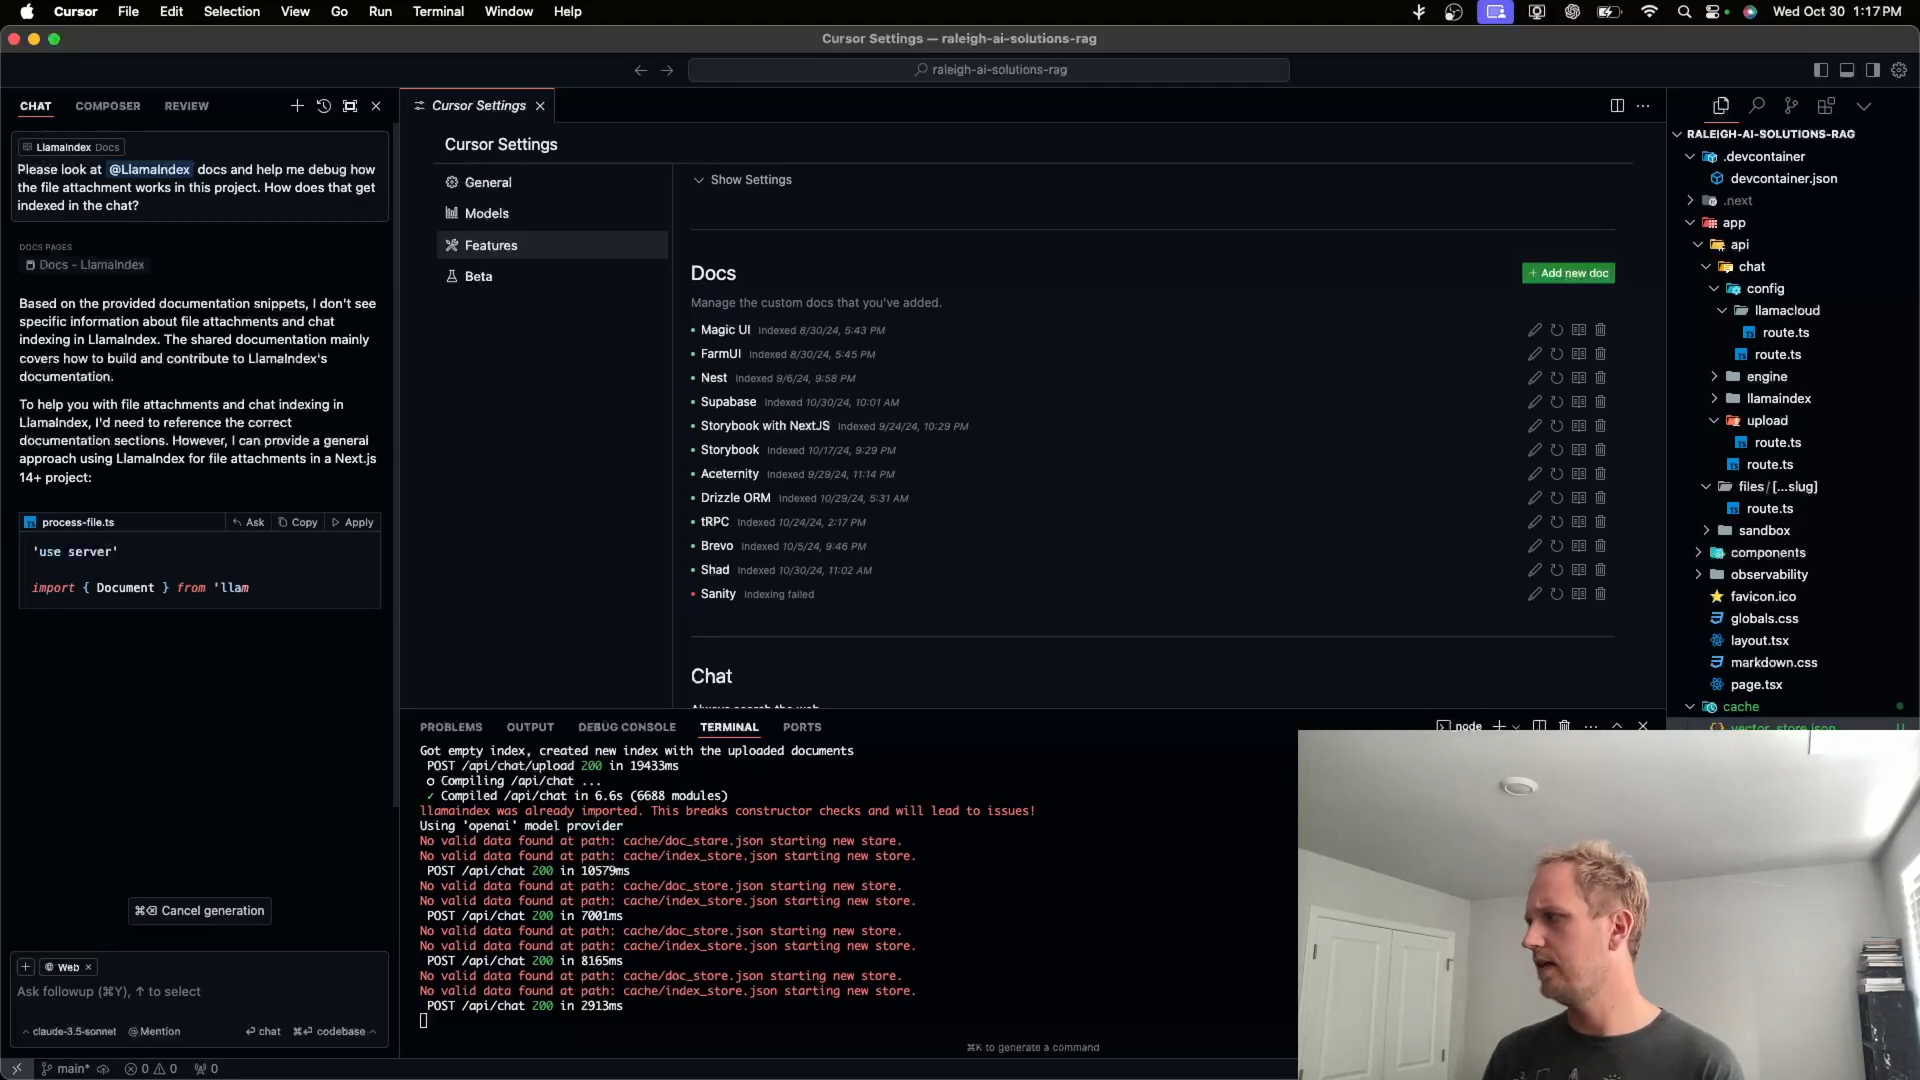 Cursor File Edit Selection View Go Run Terminal Window Help
Wed Oct 30 1:17 PM
Cursor Settings — raleigh-ai-solutions-rag
raleigh-ai-solutions-rag
CHAT COMPOSER REVIEW
LlamaIndex Docs
Please look at @LlamaIndex docs and help me debug how
the file attachment works in this project. How does that get
indexed in the chat?
DOCS PAGES
Docs - LlamaIndex
Based on the provided documentation snippets, I don't see
specific information about file attachments and chat
indexing in LlamaIndex. The shared documentation mainly
covers how to build and contribute to LlamaIndex's
documentation.
To help you with file attachments and chat indexing in
LlamaIndex, I'd need to reference the correct
documentation sections. However, I can provide a general
approach using LlamaIndex for file attachments in a Next.js
14+ project:
process-file.ts Ask Copy Apply
'use server'
import { Document } from 'llam
⌘⌫ Cancel generation
Web ×
Ask followup (⌘Y), ↑ to select
claude-3.5-sonnet @Mention ⏎ chat ⌘⏎ codebase
main* 0 0 0
Cursor Settings
Cursor Settings
General
Models
Features
Beta
Show Settings
Docs
+ Add new doc
Manage the custom docs that you've added.
Magic UI Indexed 8/30/24, 5:43 PM
FarmUI Indexed 8/30/24, 5:45 PM
Nest Indexed 9/6/24, 9:58 PM
Supabase Indexed 10/30/24, 10:01 AM
Storybook with NextJS Indexed 9/24/24, 10:29 PM
Storybook Indexed 10/17/24, 9:29 PM
Aceternity Indexed 9/29/24, 11:14 PM
Drizzle ORM Indexed 10/29/24, 5:31 AM
tRPC Indexed 10/24/24, 2:17 PM
Brevo Indexed 10/5/24, 9:46 PM
Shad Indexed 10/30/24, 11:02 AM
Sanity Indexing failed
Chat
Always search the web
PROBLEMS OUTPUT DEBUG CONSOLE TERMINAL PORTS
node
Got empty index, created new index with the uploaded documents
POST /api/chat/upload 200 in 19433ms
○ Compiling /api/chat ...
✓ Compiled /api/chat in 6.6s (6688 modules)
llamaindex was already imported. This breaks constructor checks and will lead to issues!
Using 'openai' model provider
No valid data found at path: cache/doc_store.json starting new store.
No valid data found at path: cache/index_store.json starting new store.
POST /api/chat 200 in 10579ms
No valid data found at path: cache/doc_store.json starting new store.
No valid data found at path: cache/index_store.json starting new store.
POST /api/chat 200 in 7001ms
No valid data found at path: cache/doc_store.json starting new store.
No valid data found at path: cache/index_store.json starting new store.
POST /api/chat 200 in 8165ms
No valid data found at path: cache/doc_store.json starting new store.
No valid data found at path: cache/index_store.json starting new store.
POST /api/chat 200 in 2913ms
⌘K to generate a command
RALEIGH-AI-SOLUTIONS-RAG
.devcontainer
devcontainer.json
.next
app
api
chat
config
llamacloud
route.ts
route.ts
engine
llamaindex
upload
route.ts
route.ts
files/[...slug]
route.ts
sandbox
components
observability
favicon.ico
globals.css
layout.tsx
markdown.css
page.tsx
cache
vector_store.json U